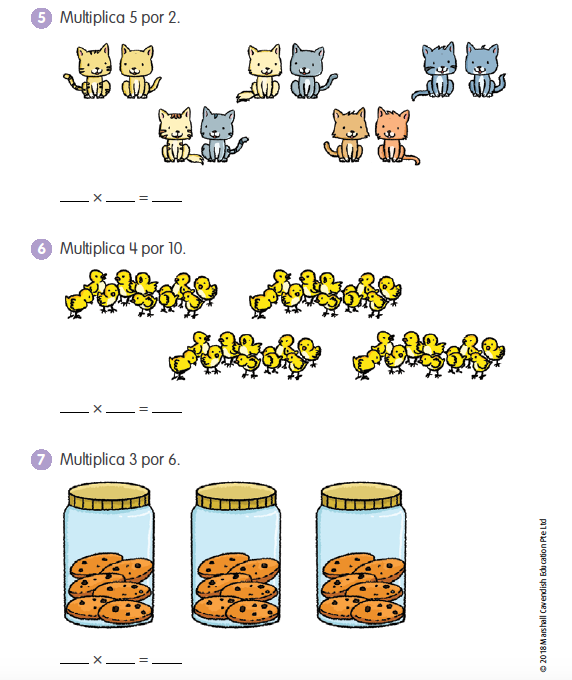 5 Multiplica 5 por 2.
___ × ___ = ___
6 Multiplica 4 por 10.
___ × ___ = ___
7 Multiplica 3 por 6.
___ × ___ = ___
© 2018 Marshall Cavendish Education Pte Ltd